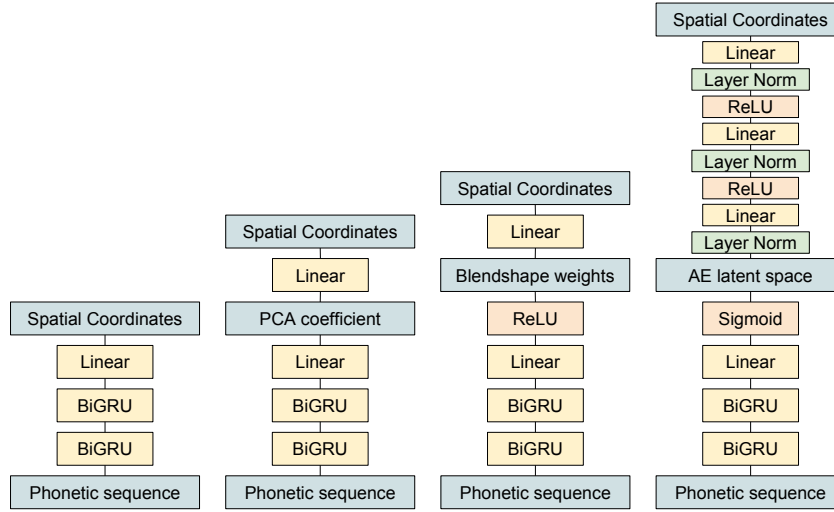 Spatial Coordinates
Linear
BiGRU
BiGRU
Phonetic sequence
Spatial Coordinates
Linear
PCA coefficient
Linear
BiGRU
BiGRU
Phonetic sequence
Spatial Coordinates
Linear
Blendshape weights
ReLU
Linear
BiGRU
BiGRU
Phonetic sequence
Spatial Coordinates
Linear
Layer Norm
ReLU
Linear
Layer Norm
ReLU
Linear
Layer Norm
AE latent space
Sigmoid
Linear
BiGRU
BiGRU
Phonetic sequence